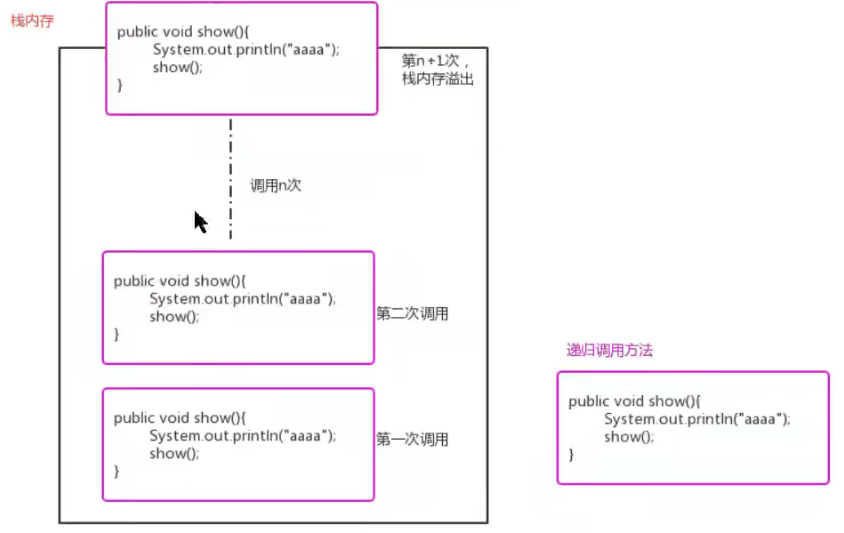 栈内存
public void show(){
System.out.println("aaaa");
show();
}
第n+1次，
栈内存溢出
调用n次
public void show(){
System.out.println("aaaa");
show();
}
第二次调用
public void show(){
System.out.println("aaaa");
show();
}
第一次调用
递归调用方法
public void show(){
System.out.println("aaaa");
show();
}